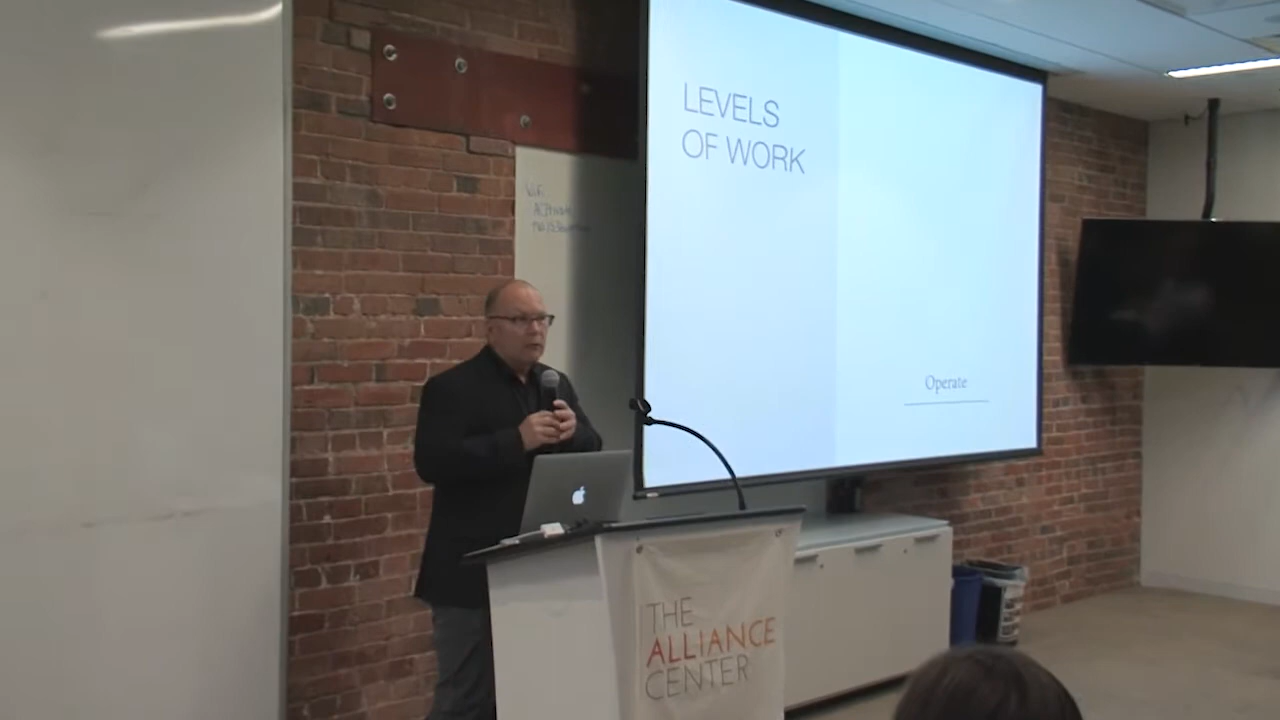 LEVELS
OF WORK
Operate
THE
ALLIANCE
CENTER